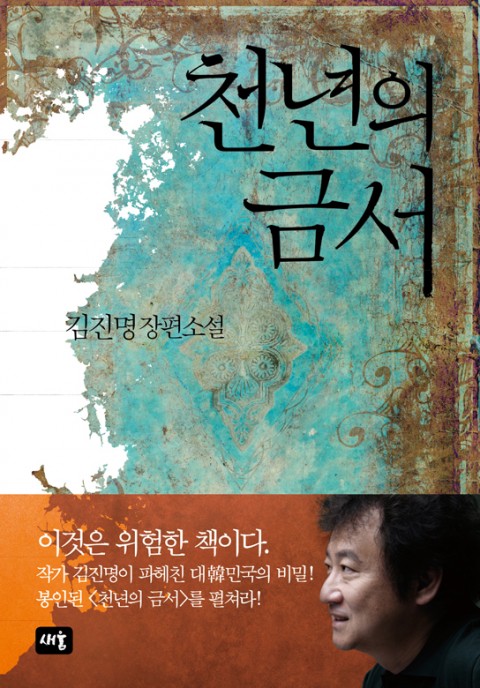 천년의
금서
김진명 장편소설
이것은 위험한 책이다.
작가 김진명이 파헤친 대韓민국의 비밀!
봉인된 <천년의 금서>를 펼쳐라!
새움